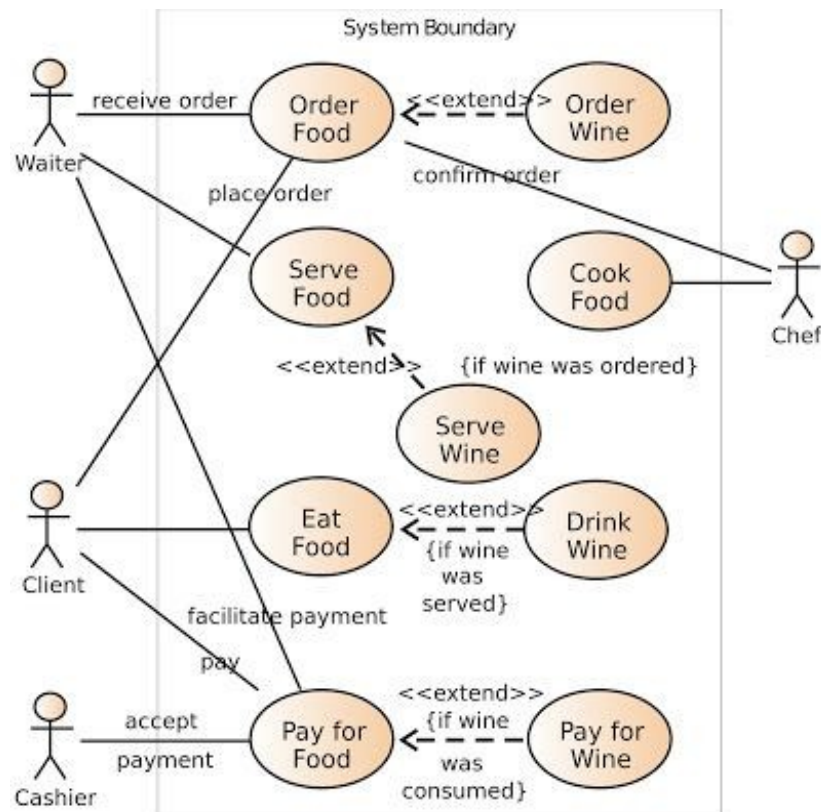 System Boundary
receive order
Order
Food
<<extend>>
Order
Wine
Waiter
place order
confirm order
Serve
Food
Cook
Food
Chef
<<extend>>
{if wine was ordered}
Serve
Wine
Eat
Food
<<extend>>
{if wine
was
served}
Drink
Wine
Client
facilitate payment
pay
accept
payment
Pay for
Food
<<extend>>
{if wine
was
consumed}
Pay for
Wine
Cashier